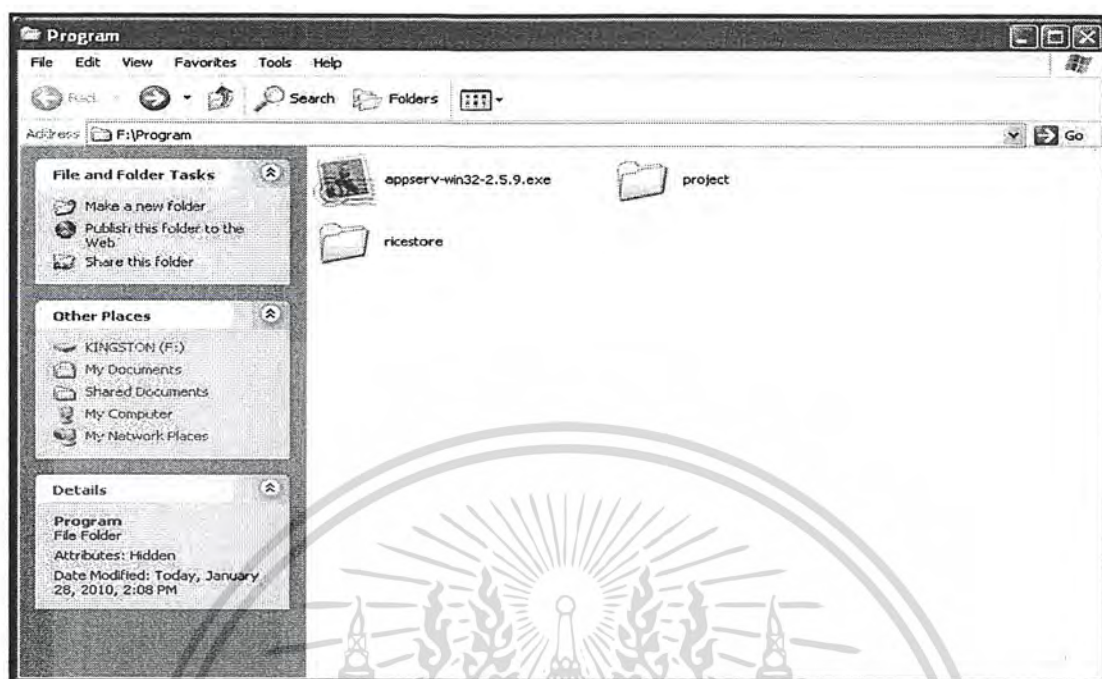 Program
File Edit View Favorites Tools Help
Back Search Folders
Address F:\Program Go
File and Folder Tasks
Make a new folder
Publish this folder to the
Web
Share this folder
Other Places
KINGSTON (F:)
My Documents
Shared Documents
My Computer
My Network Places
Details
Program
File Folder
Attributes: Hidden
Date Modified: Today, January
28, 2010, 2:08 PM
appserv-win32-2.5.9.exe project
ricestore